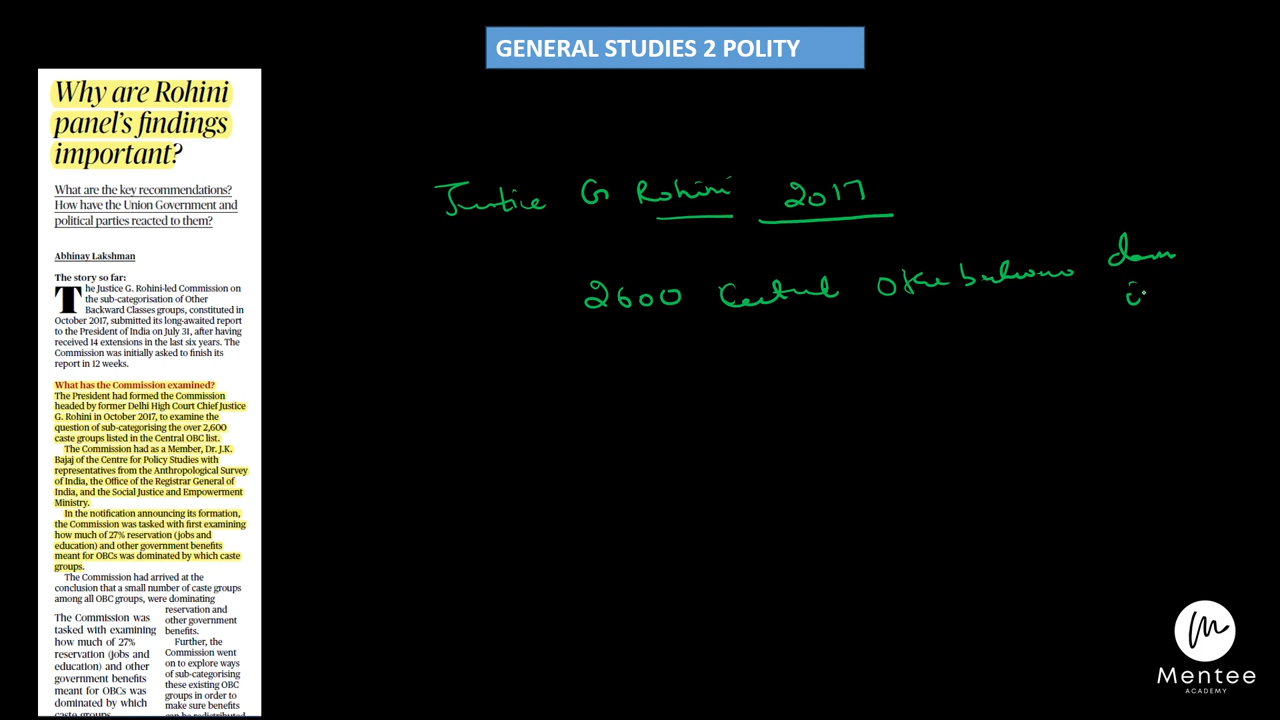 GENERAL STUDIES 2 POLITY
Why are Rohini
panel's findings
important?
What are the key recommendations?
How have the Union Government and
political parties reacted to them?
Abhinay Lakshman
The story so far:
The Justice G. Rohini-led Commission on
the sub-categorisation of Other
Backward Classes groups, constituted in
October 2017, submitted its long-awaited report
to the President of India on July 31, after having
received 14 extensions in the last six years. The
Commission was initially asked to finish its
report in 12 weeks.
What has the Commission examined?
The President had formed the Commission
headed by former Delhi High Court Chief Justice
G. Rohini in October 2017, to examine the
question of sub-categorising the over 2,600
caste groups listed in the Central OBC list.
The Commission had as a Member, Dr. J.K.
Bajaj of the Centre for Policy Studies with
representatives from the Anthropological Survey
of India, the Office of the Registrar General of
India, and the Social Justice and Empowerment
Ministry.
In the notification announcing its formation,
the Commission was tasked with first examining
how much of 27% reservation (jobs and
education) and other government benefits
meant for OBCs was dominated by which caste
groups.
The Commission had arrived at the
conclusion that a small number of caste groups
among all OBC groups, were dominating
reservation and
other government
benefits.
Further, the
Commission went
on to explore ways
of sub-categorising
these existing OBC
groups in order to
make sure benefits
can be redistributed
The Commission was
tasked with examining
how much of 27%
reservation (jobs and
education) and other
government benefits
meant for OBCs was
dominated by which
caste groups
Justice G Rohini 2017
2600 Central
Mentee
ACADEMY